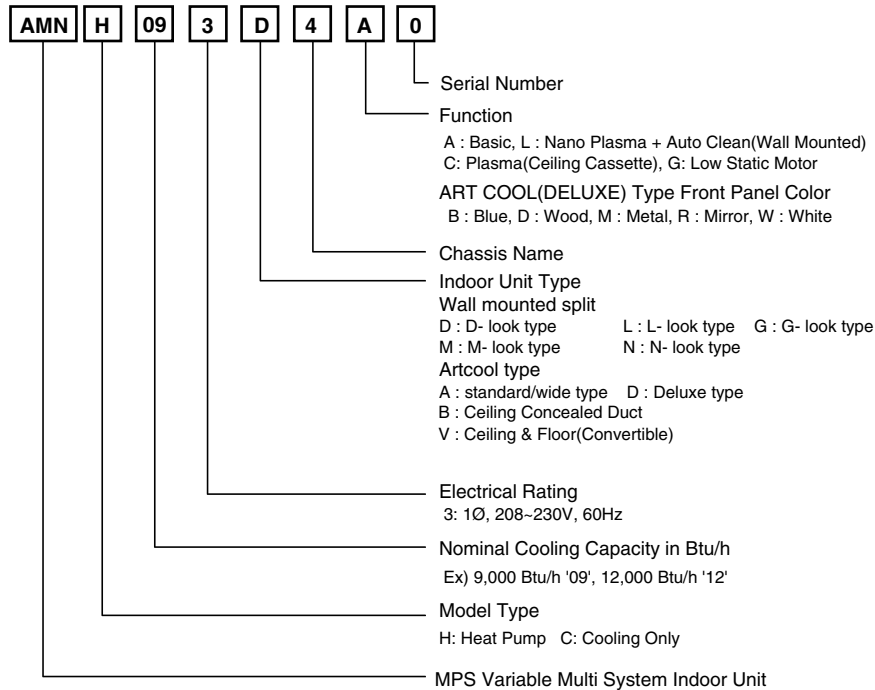 AMN H 09 3 D 4 A 0
Serial Number
Function
A : Basic, L : Nano Plasma + Auto Clean(Wall Mounted)
C: Plasma(Ceiling Cassette), G: Low Static Motor
ART COOL(DELUXE) Type Front Panel Color
B : Blue, D : Wood, M : Metal, R : Mirror, W : White
Chassis Name
Indoor Unit Type
Wall mounted split
D : D- look type L : L- look type G : G- look type
M : M- look type N : N- look type
Artcool type
A : standard/wide type D : Deluxe type
B : Ceiling Concealed Duct
V : Ceiling & Floor(Convertible)
Electrical Rating
3: 1Ø, 208~230V, 60Hz
Nominal Cooling Capacity in Btu/h
Ex) 9,000 Btu/h '09', 12,000 Btu/h '12'
Model Type
H: Heat Pump C: Cooling Only
MPS Variable Multi System Indoor Unit